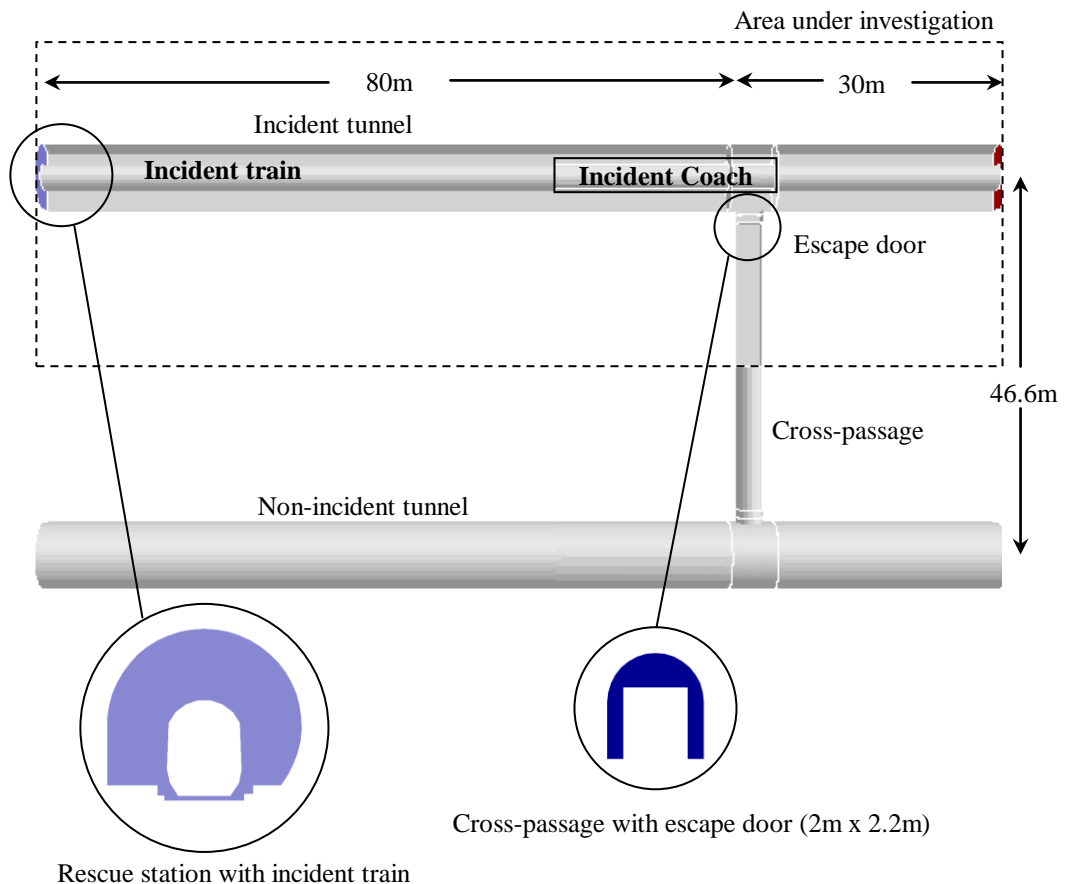 Area under investigation
80m
30m
Incident tunnel
Incident train
Incident Coach
Escape door
46.6m
Cross-passage
Non-incident tunnel
Cross-passage with escape door (2m x 2.2m)
Rescue station with incident train